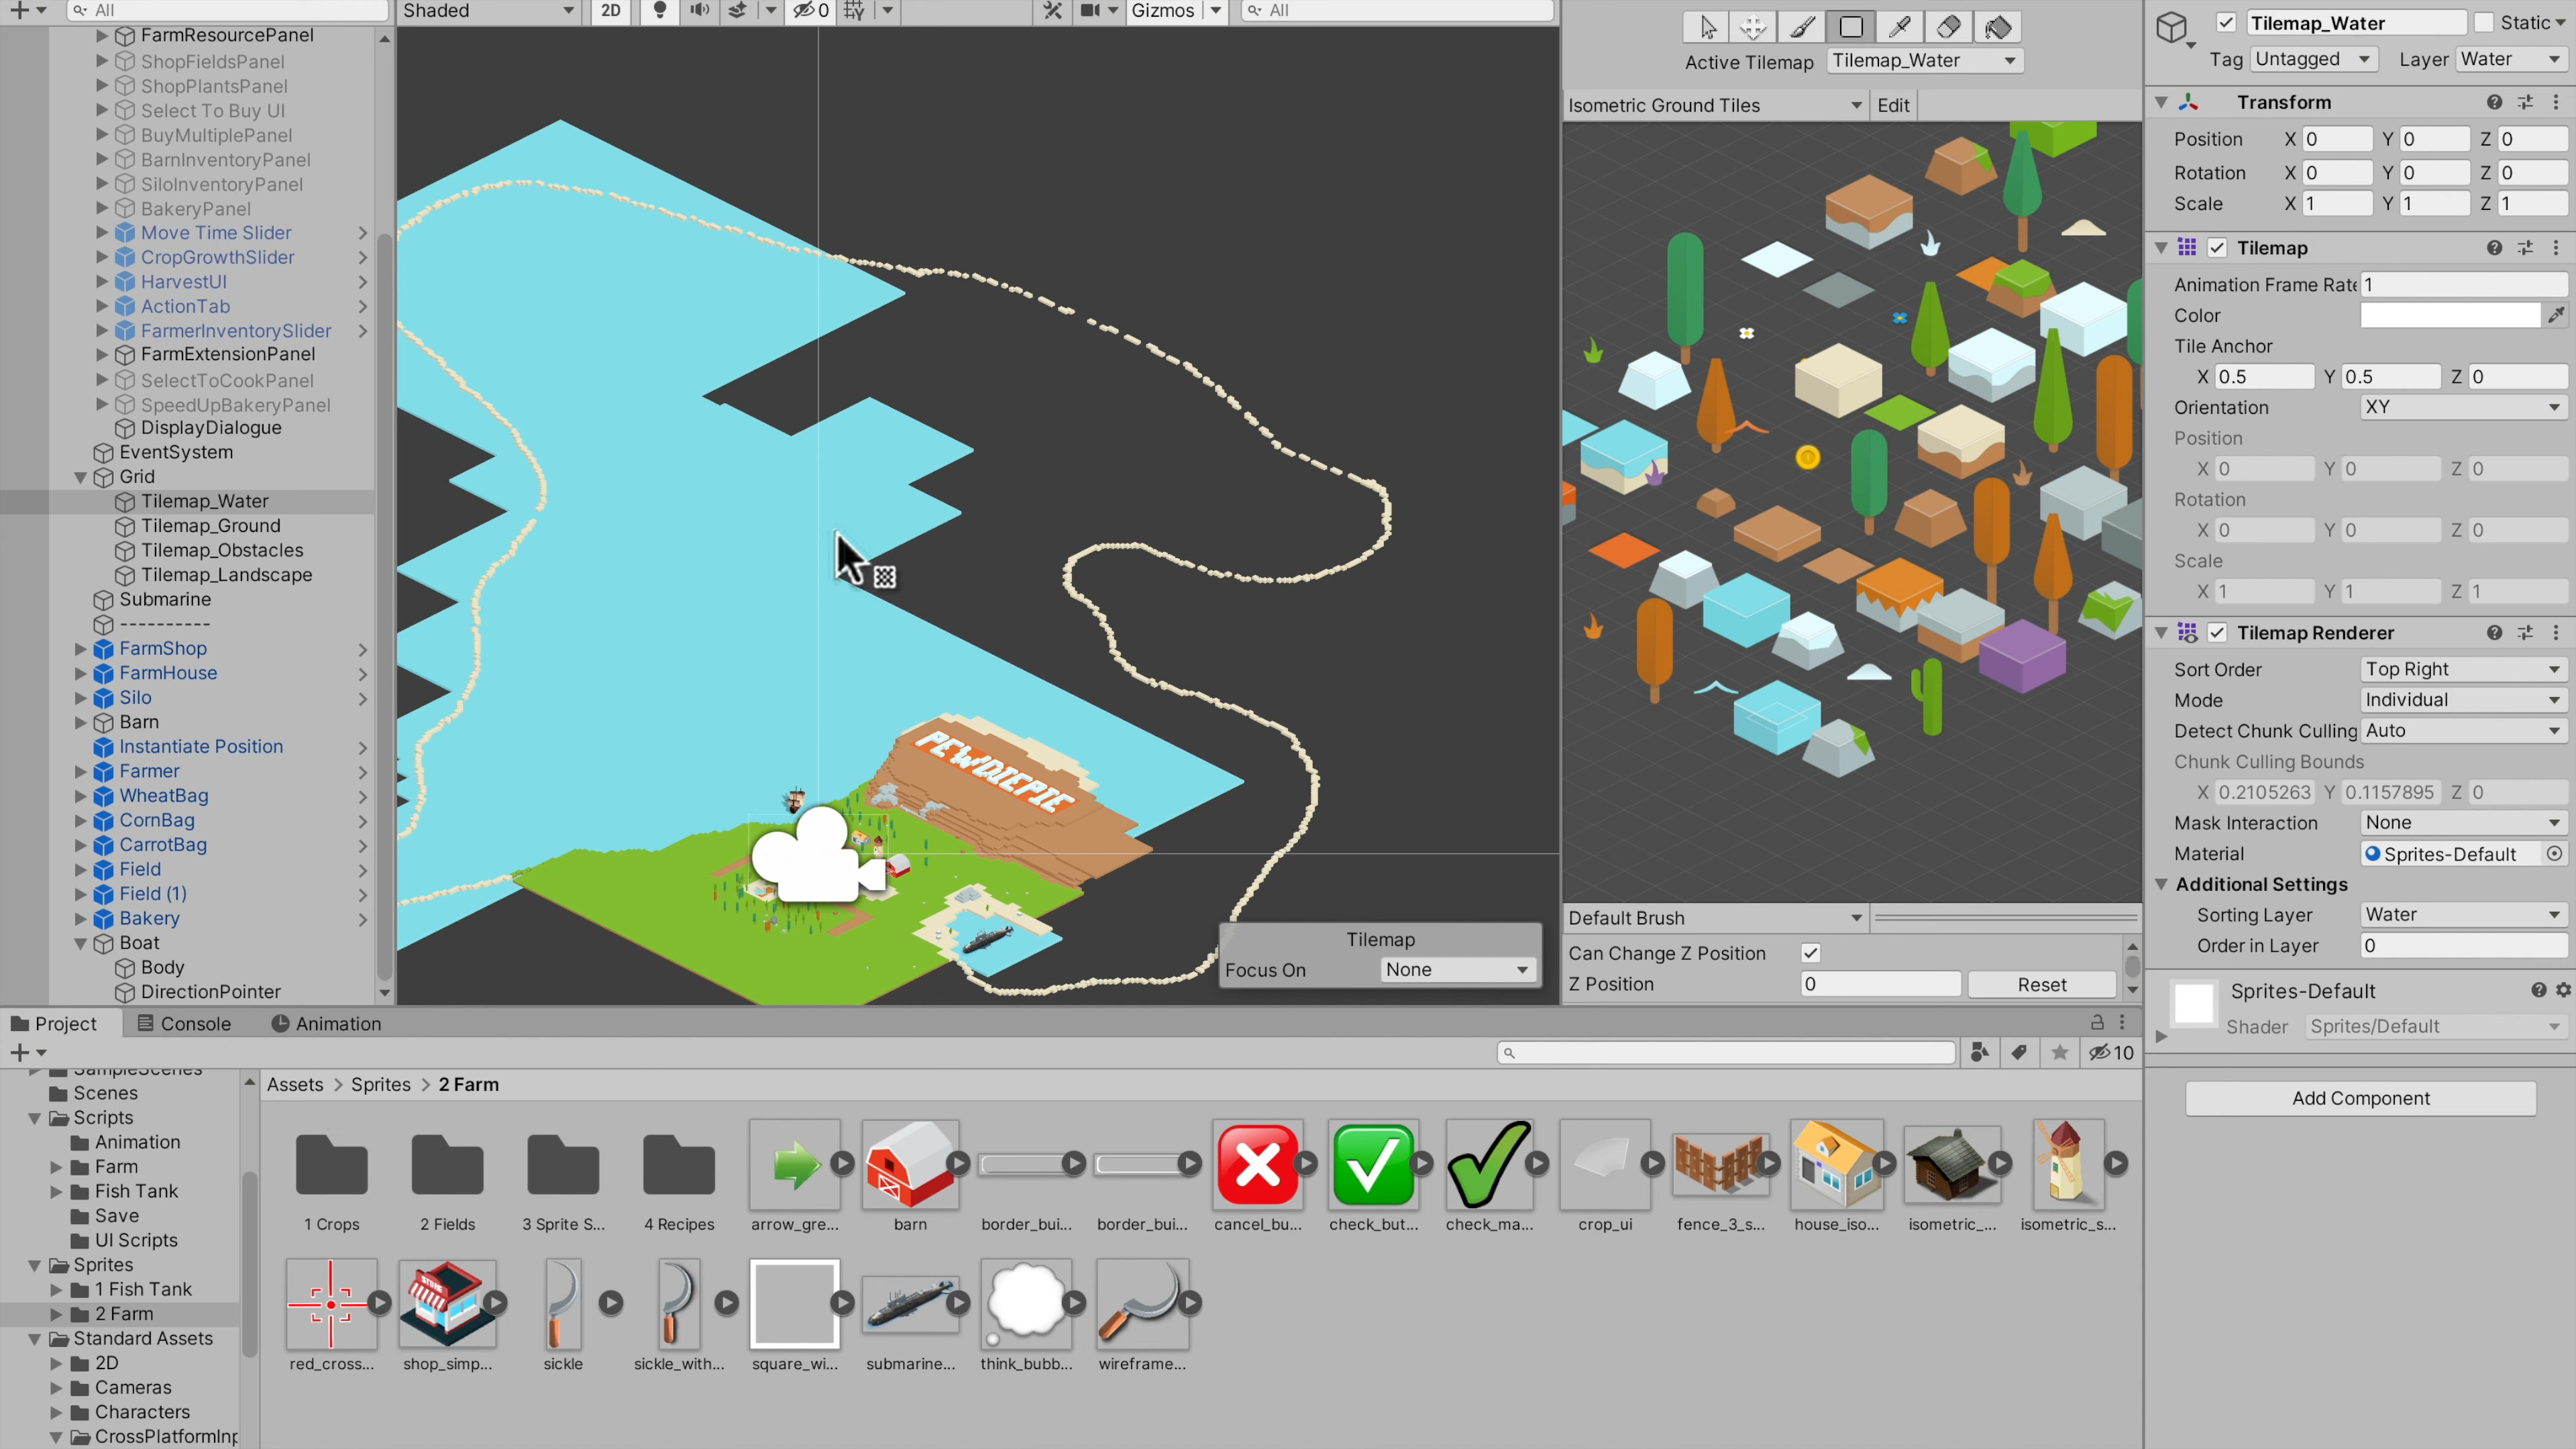 All
FarmResourcePanel
ShopFieldsPanel
ShopPlantsPanel
Select To Buy UI
BuyMultiplePanel
BarnInventoryPanel
SiloInventoryPanel
BakeryPanel
Move Time Slider
CropGrowthSlider
HarvestUI
ActionTab
FarmerInventorySlider
FarmExtensionPanel
SelectToCookPanel
SpeedUpBakeryPanel
DisplayDialogue
EventSystem
Grid
Tilemap_Water
Tilemap_Ground
Tilemap_Obstacles
Tilemap_Landscape
Submarine
----------
FarmShop
FarmHouse
Silo
Barn
Instantiate Position
Farmer
WheatBag
CornBag
CarrotBag
Field
Field (1)
Bakery
Boat
Body
DirectionPointer
Shaded 2D 0 Gizmos All
PEWDIEPIE
Tilemap
Focus On None
Active Tilemap Tilemap_Water
Isometric Ground Tiles Edit
Default Brush
Can Change Z Position
Z Position 0 Reset
Tilemap_Water Static
Tag Untagged Layer Water
Transform
Position X 0 Y 0 Z 0
Rotation X 0 Y 0 Z 0
Scale X 1 Y 1 Z 1
Tilemap
Animation Frame Rate 1
Color
Tile Anchor
X 0.5 Y 0.5 Z 0
Orientation XY
Position
X 0 Y 0 Z 0
Rotation
X 0 Y 0 Z 0
Scale
X 1 Y 1 Z 1
Tilemap Renderer
Sort Order Top Right
Mode Individual
Detect Chunk Culling Auto
Chunk Culling Bounds
X 0.2105263 Y 0.1157895 Z 0
Mask Interaction None
Material Sprites-Default
Additional Settings
Sorting Layer Water
Order in Layer 0
Sprites-Default
Shader Sprites/Default
Add Component
Project Console Animation
10
SampleScenes
Scenes
Scripts
Animation
Farm
Fish Tank
Save
UI Scripts
Sprites
1 Fish Tank
2 Farm
Standard Assets
2D
Cameras
Characters
CrossPlatformInp
Assets > Sprites > 2 Farm
1 Crops 2 Fields 3 Sprite S... 4 Recipes arrow_gre... barn border_bui... border_bui... cancel_bu... check_but... check_ma... crop_ui fence_3_s... house_iso... isometric_... isometric_s...
STORE
red_cross... shop_simp... sickle sickle_with... square_wi... submarine... think_bubb... wireframe...